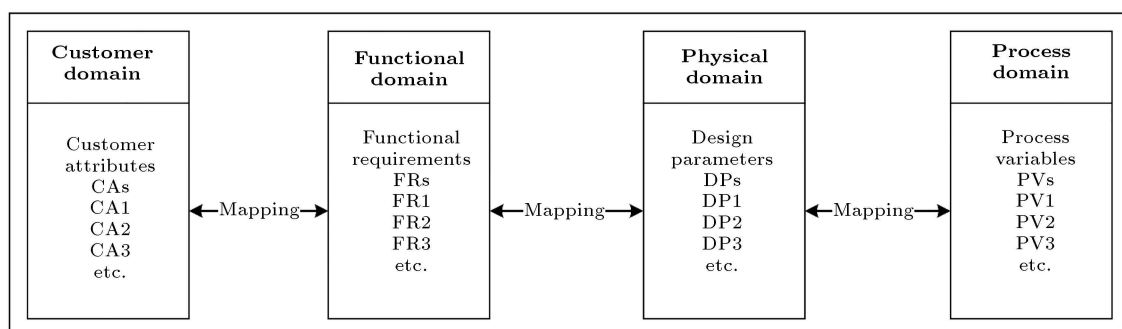 Customer
domain
Customer
attributes
CAs
CA1
CA2
CA3
etc.
Mapping
Functional
domain
Functional
requirements
FRs
FR1
FR2
FR3
etc.
Mapping
Physical
domain
Design
parameters
DPs
DP1
DP2
DP3
etc.
Mapping
Process
domain
Process
variables
PVs
PV1
PV2
PV3
etc.